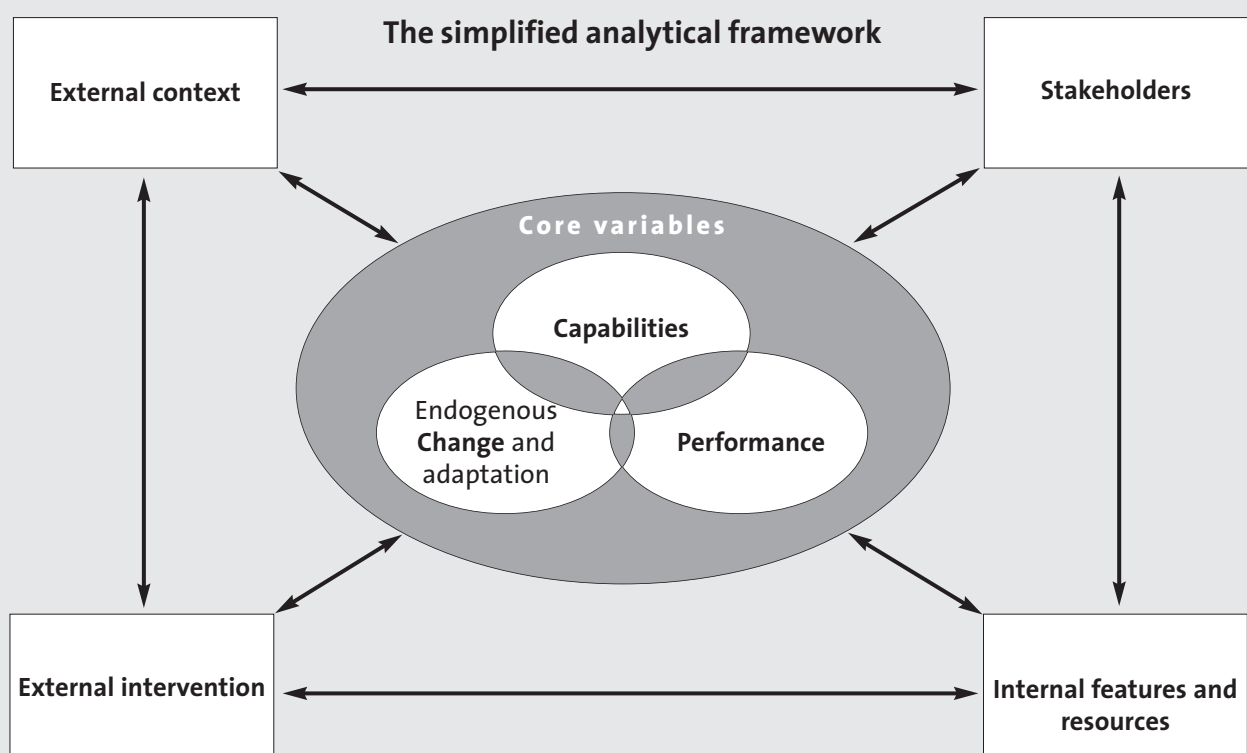 The simplified analytical framework
External context
Stakeholders
Core variables
Capabilities
Endogenous
Change and
adaptation
Performance
External intervention
Internal features and
resources